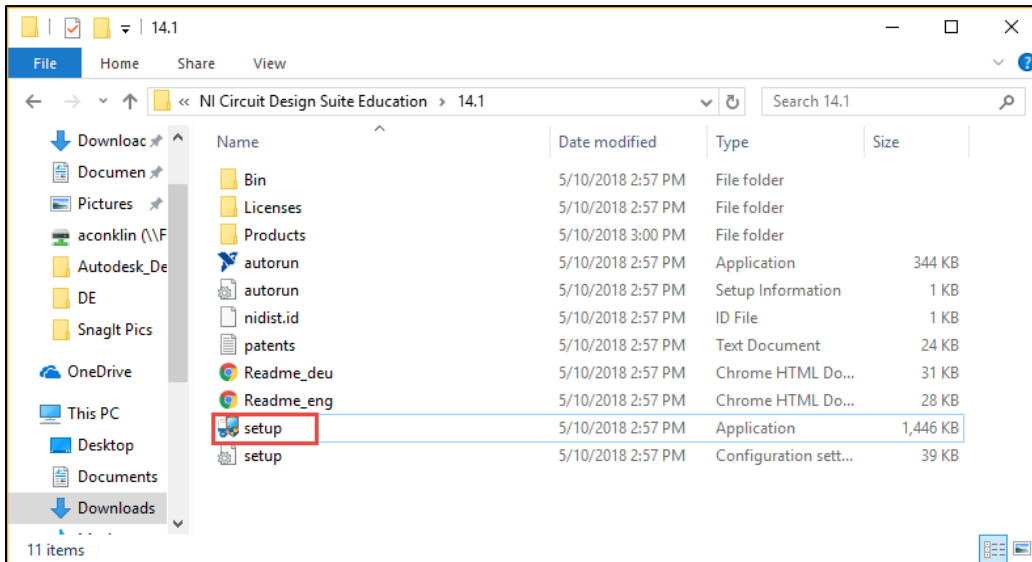 14.1
File Home Share View
« NI Circuit Design Suite Education › 14.1 Search 14.1
Name Date modified Type Size
Downloac
Documen
Pictures
aconklin (\\F
Autodesk_De
DE
SnagIt Pics
OneDrive
This PC
Desktop
Documents
Downloads
Bin 5/10/2018 2:57 PM File folder
Licenses 5/10/2018 2:57 PM File folder
Products 5/10/2018 3:00 PM File folder
autorun 5/10/2018 2:57 PM Application 344 KB
autorun 5/10/2018 2:57 PM Setup Information 1 KB
nidist.id 5/10/2018 2:57 PM ID File 1 KB
patents 5/10/2018 2:57 PM Text Document 24 KB
Readme_deu 5/10/2018 2:57 PM Chrome HTML Do... 31 KB
Readme_eng 5/10/2018 2:57 PM Chrome HTML Do... 28 KB
setup 5/10/2018 2:57 PM Application 1,446 KB
setup 5/10/2018 2:57 PM Configuration sett... 39 KB
11 items